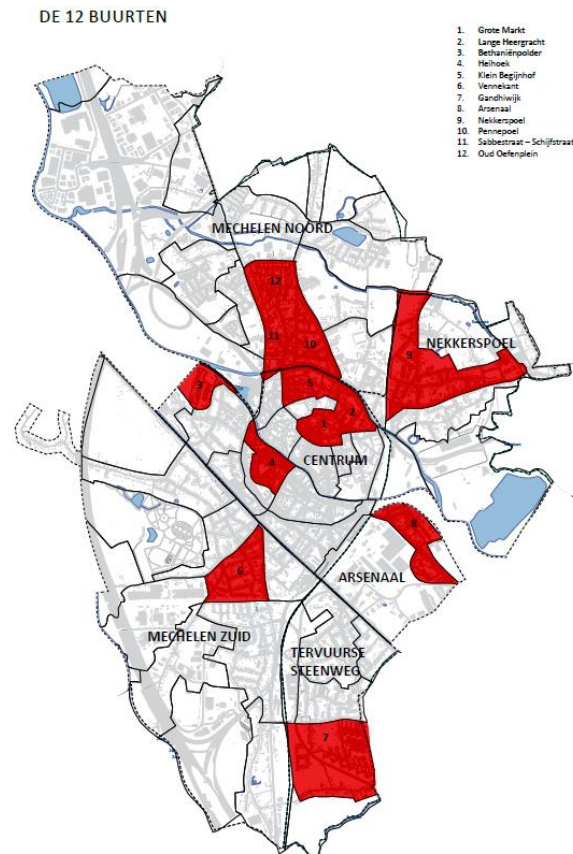 DE 12 BUURTEN
1. Grote Markt
2. Lange Heergracht
3. Bethaniënpolder
4. Heihoek
5. Klein Begijnhof
6. Vennekant
7. Gandhiwijk
8. Arsenaal
9. Nekkerspoel
10. Pennepoel
11. Sabbestraat – Schijfstraat
12. Oud Oefenplein
MECHELEN NOORD
12
11
10
NEKKERSPOEL
9
3
5
2
1
4
CENTRUM
8
ARSENAAL
6
MECHELEN ZUID
TERVUURSE
STEENWEG
7